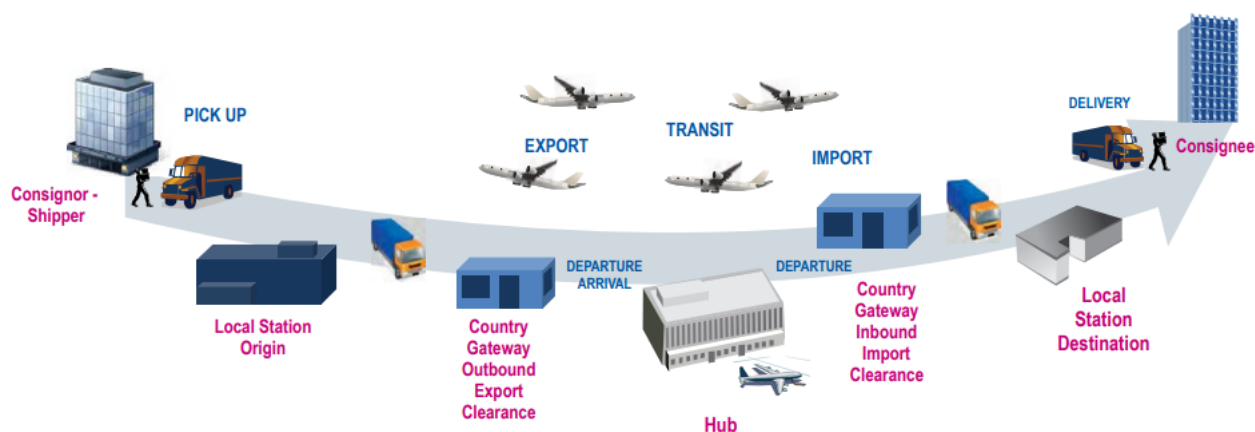 PICK UP
Consignor -
Shipper
Local Station
Origin
EXPORT
Country
Gateway
Outbound
Export
Clearance
DEPARTURE
ARRIVAL
TRANSIT
Hub
DEPARTURE
IMPORT
Country
Gateway
Inbound
Import
Clearance
Local
Station
Destination
DELIVERY
Consignee